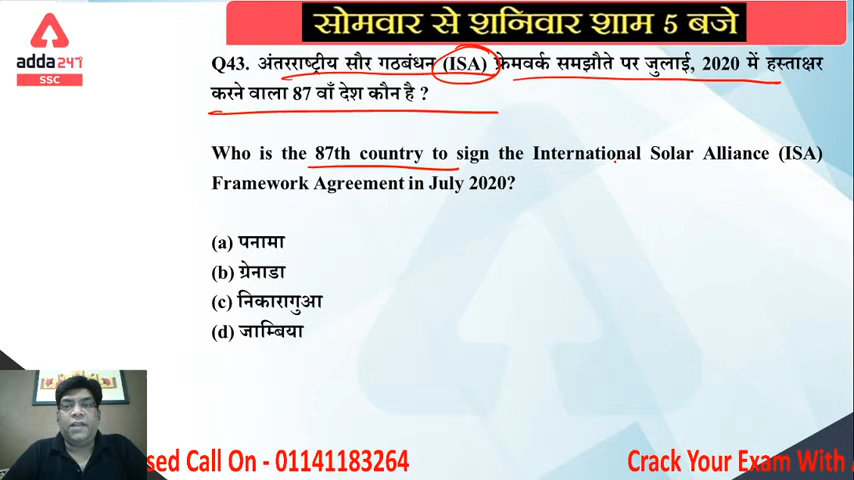 सोमवार से शनिवार शाम 5 बजे
adda247
SSC
Q43. अंतरराष्ट्रीय सौर गठबंधन (ISA) फ्रेमवर्क समझौते पर जुलाई, 2020 में हस्ताक्षर
करने वाला 87 वाँ देश कौन है ?
Who is the 87th country to sign the International Solar Alliance (ISA)
Framework Agreement in July 2020?
(a) पनामा
(b) ग्रेनाडा
(c) निकारागुआ
(d) जाम्बिया
sed Call On - 01141183264
Crack Your Exam With